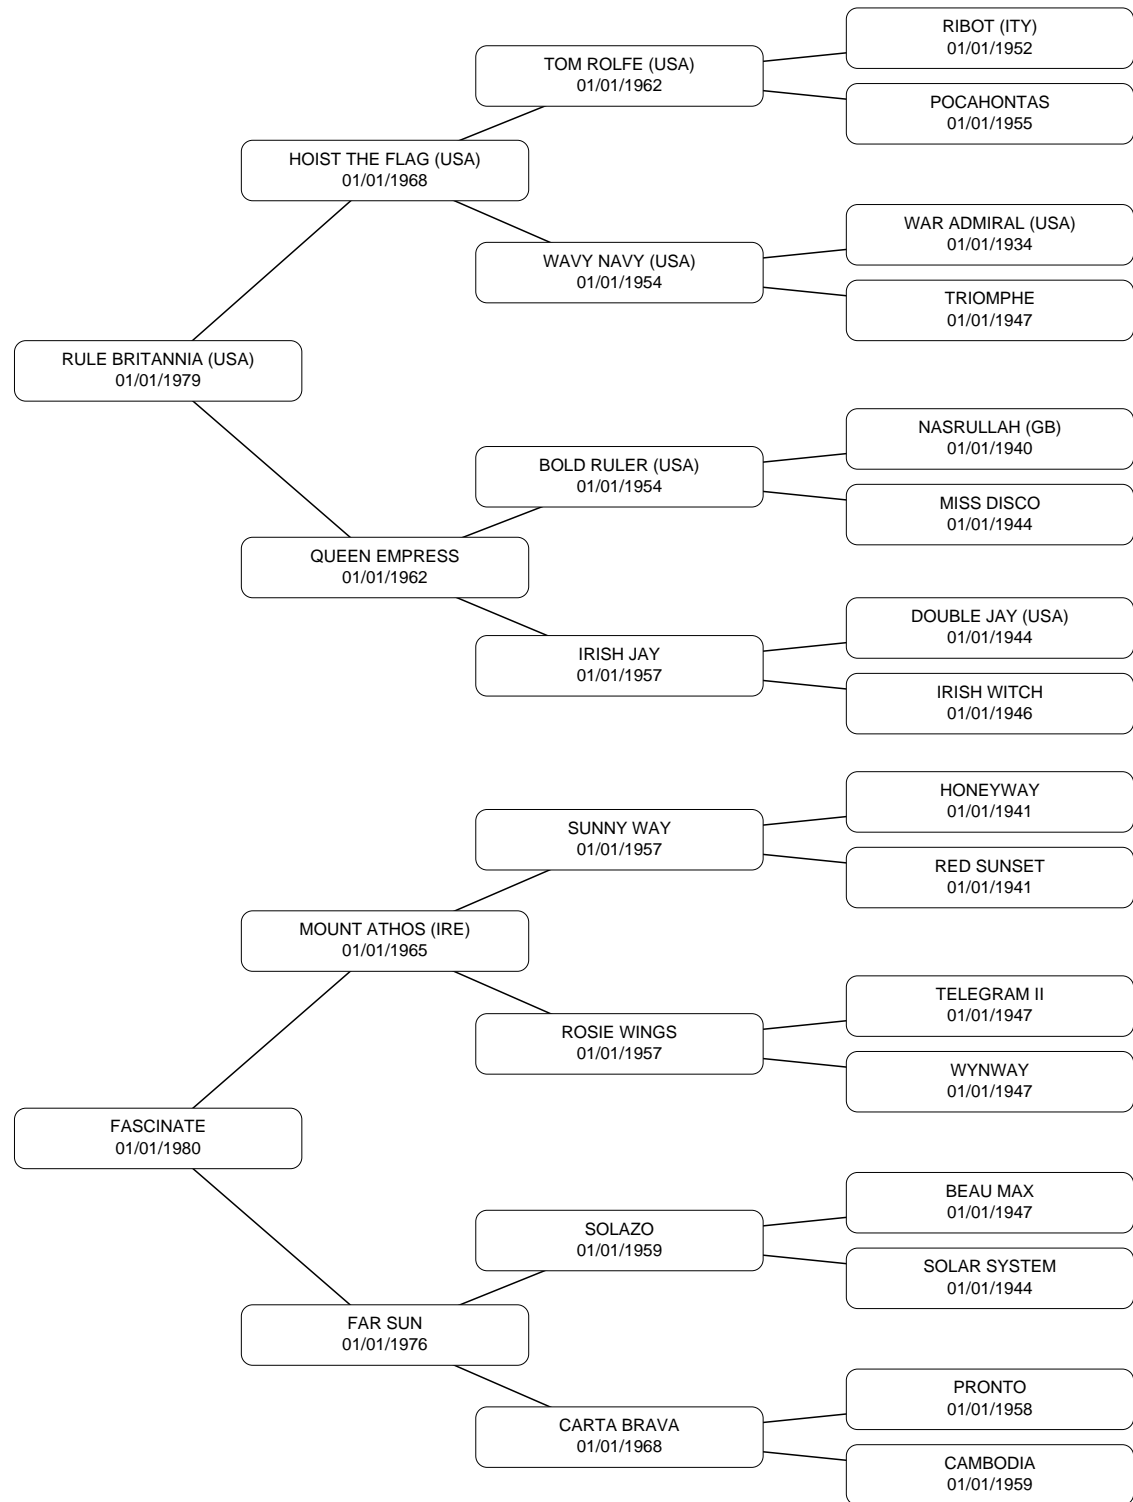 RIBOT (ITY)
01/01/1952
TOM ROLFE (USA)
01/01/1962
POCAHONTAS
01/01/1955
HOIST THE FLAG (USA)
01/01/1968
WAR ADMIRAL (USA)
01/01/1934
WAVY NAVY (USA)
01/01/1954
TRIOMPHE
01/01/1947
RULE BRITANNIA (USA)
01/01/1979
NASRULLAH (GB)
01/01/1940
BOLD RULER (USA)
01/01/1954
MISS DISCO
01/01/1944
QUEEN EMPRESS
01/01/1962
DOUBLE JAY (USA)
01/01/1944
IRISH JAY
01/01/1957
IRISH WITCH
01/01/1946
HONEYWAY
01/01/1941
SUNNY WAY
01/01/1957
RED SUNSET
01/01/1941
MOUNT ATHOS (IRE)
01/01/1965
TELEGRAM II
01/01/1947
ROSIE WINGS
01/01/1957
WYNWAY
01/01/1947
FASCINATE
01/01/1980
BEAU MAX
01/01/1947
SOLAZO
01/01/1959
SOLAR SYSTEM
01/01/1944
FAR SUN
01/01/1976
PRONTO
01/01/1958
CARTA BRAVA
01/01/1968
CAMBODIA
01/01/1959